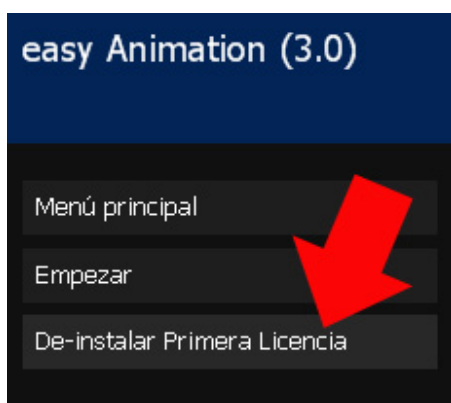 easy Animation (3.0)
Menú principal
Empezar
De-instalar Primera Licencia